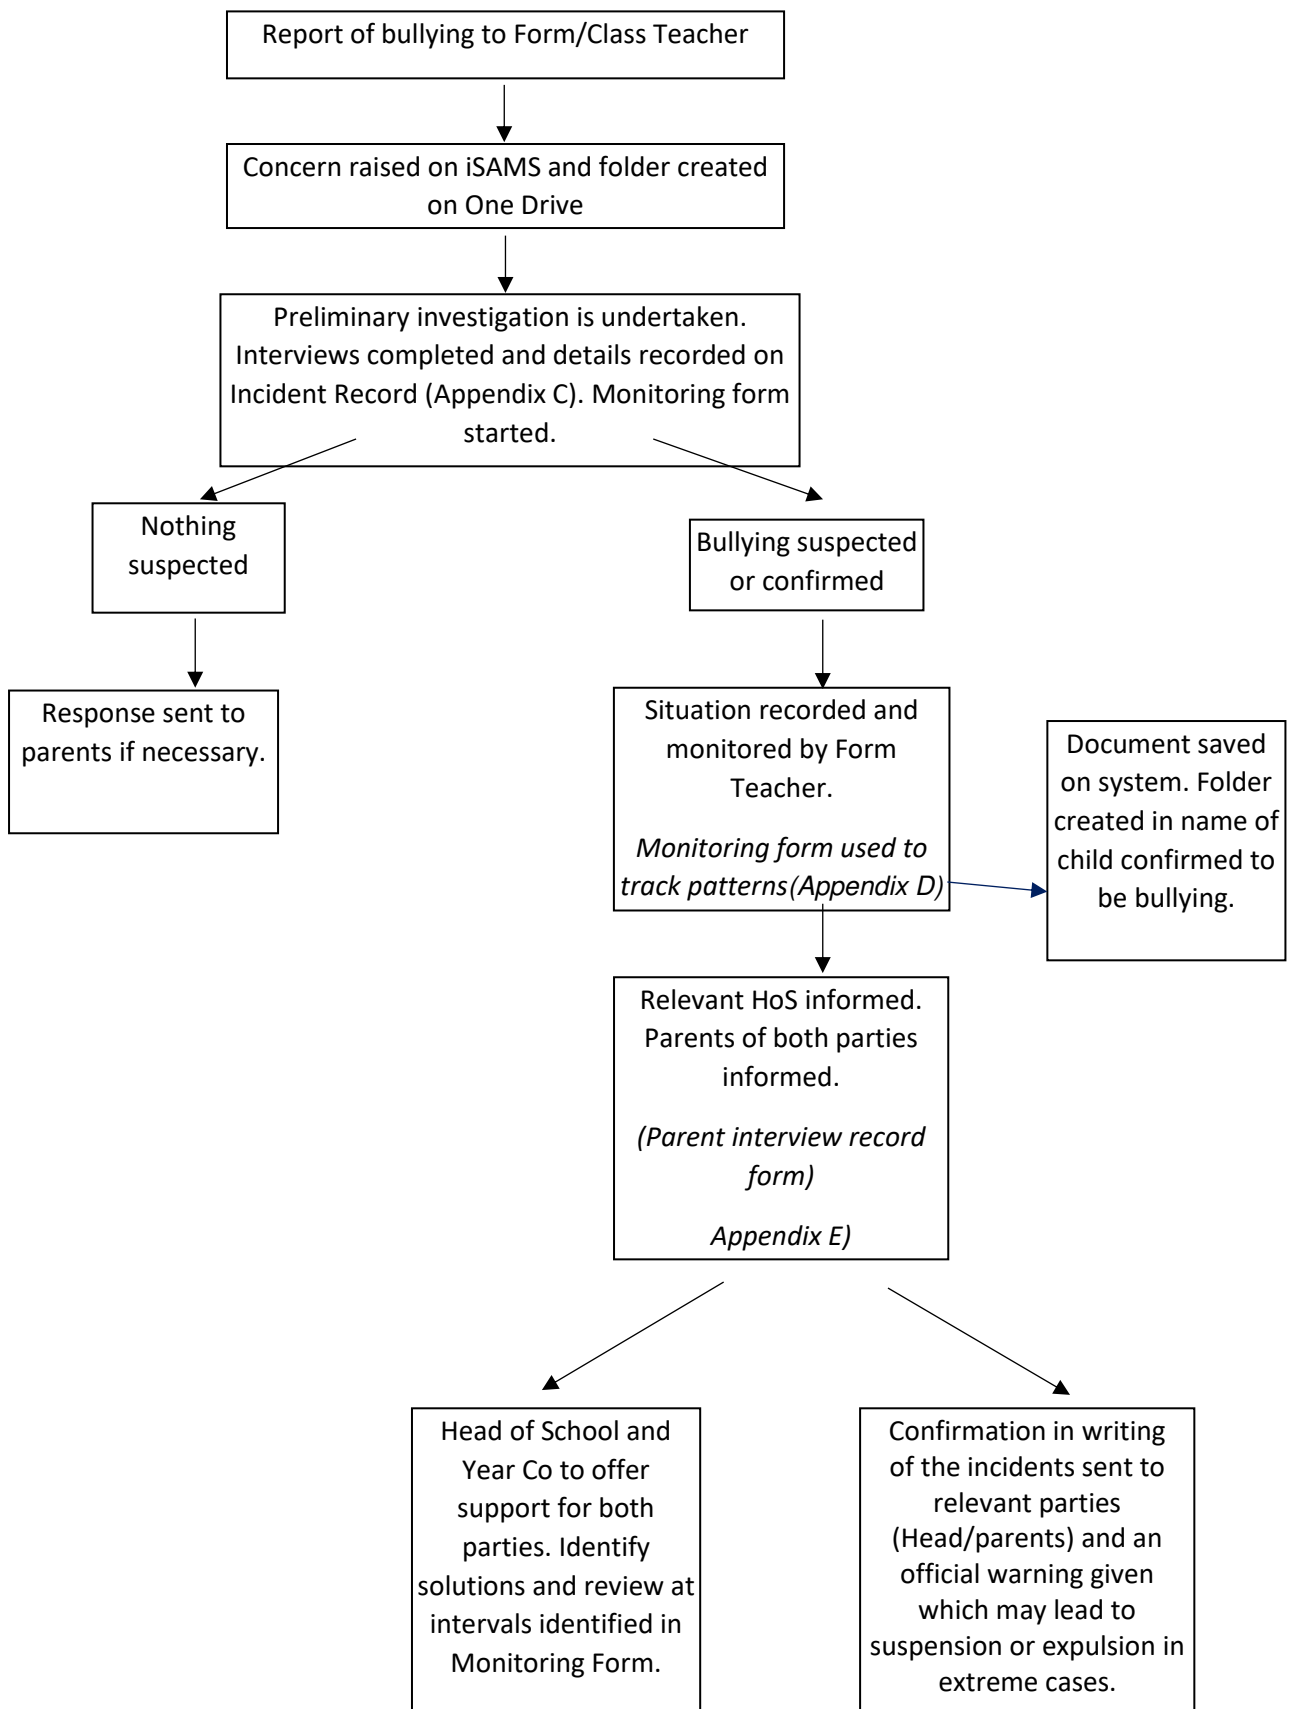 Report of bullying to Form/Class Teacher
Concern raised on iSAMS and folder created
on One Drive
Preliminary investigation is undertaken.
Interviews completed and details recorded on
Incident Record (Appendix C). Monitoring form
started.
Nothing
suspected
Bullying suspected
or confirmed
Response sent to
parents if necessary.
Situation recorded and
monitored by Form
Teacher.
Monitoring form used to
track patterns(Appendix D)
Document saved
on system. Folder
created in name of
child confirmed to
be bullying.
Relevant HoS informed.
Parents of both parties
informed.
(Parent interview record
form)
Appendix E)
Head of School and
Year Co to offer
support for both
parties. Identify
solutions and review at
intervals identified in
Monitoring Form.
Confirmation in writing
of the incidents sent to
relevant parties
(Head/parents) and an
official warning given
which may lead to
suspension or expulsion in
extreme cases.